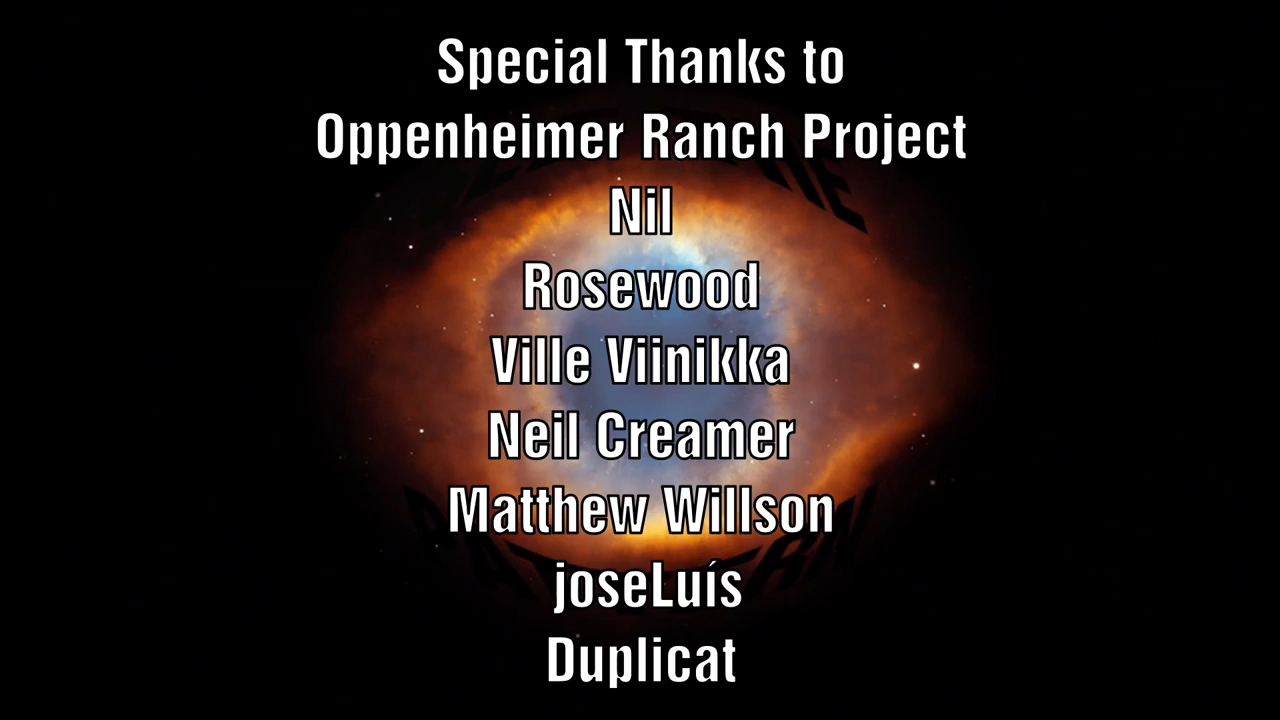 Special Thanks to
Oppenheimer Ranch Project
Nil
Rosewood
Ville Viinikka
Neil Creamer
Matthew Willson
joseLuís
Duplicat